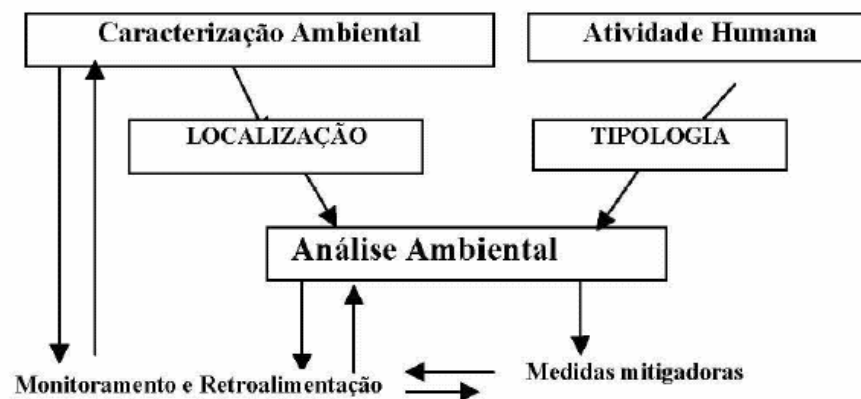 Caracterização Ambiental
Atividade Humana
LOCALIZAÇÃO
TIPOLOGIA
Análise Ambiental
Monitoramento e Retroalimentação
Medidas mitigadoras